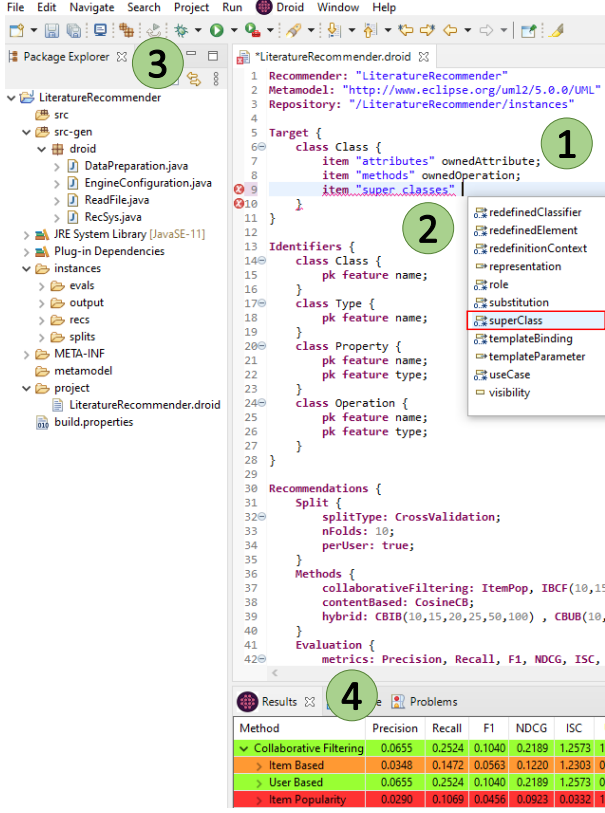 File Edit Navigate Search Project Run Droid Window Help
Package Explorer
3
LiteratureRecommender
src
src-gen
droid
DataPreparation.java
EngineConfiguration.java
ReadFile.java
RecSys.java
JRE System Library [JavaSE-11]
Plug-in Dependencies
instances
evals
output
recs
splits
META-INF
metamodel
project
LiteratureRecommender.droid
build.properties
*LiteratureRecommender.droid
1 Recommender: "LiteratureRecommender"
2 Metamodel: "http://www.eclipse.org/uml2/5.0.0/UML"
3 Repository: "/LiteratureRecommender/instances"
4
5 Target {
6 class Class {
7 item "attributes" ownedAttribute;
8 item "methods" ownedOperation;
9 item "super classes"
10 }
11 }
12
13 Identifiers {
14 class Class {
15 pk feature name;
16 }
17 class Type {
18 pk feature name;
19 }
20 class Property {
21 pk feature name;
22 pk feature type;
23 }
24 class Operation {
25 pk feature name;
26 pk feature type;
27 }
28 }
29
30 Recommendations {
31 Split {
32 splitType: CrossValidation;
33 nFolds: 10;
34 perUser: true;
35 }
36 Methods {
37 collaborativeFiltering: ItemPop, IBCF(10,15
38 contentBased: CosineCB;
39 hybrid: CBIB(10,15,20,25,50,100) , CBUB(10,
40 }
41 Evaluation {
42 metrics: Precision, Recall, F1, NDCG, ISC,
1
2
redefinedClassifier
redefinedElement
redefinitionContext
representation
role
substitution
superClass
templateBinding
templateParameter
useCase
visibility
Results
4
e Problems
Method Precision Recall F1 NDCG ISC
Collaborative Filtering 0.0655 0.2524 0.1040 0.2189 1.2573 1
Item Based 0.0348 0.1472 0.0563 0.1220 1.2303 0
User Based 0.0655 0.2524 0.1040 0.2189 1.2573 0
Item Popularity 0.0290 0.1069 0.0456 0.0923 0.0332 1